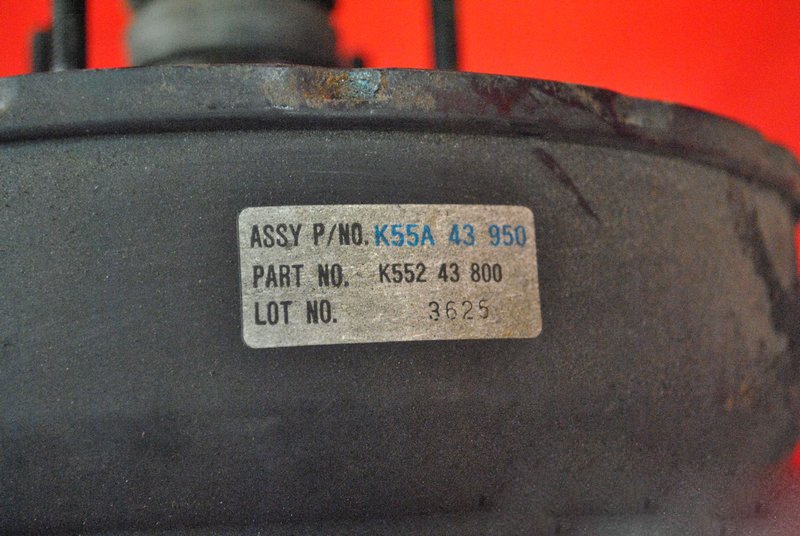 ASSY P/NO. K55A 43 950
PART NO. K552 43 800
LOT NO. 3625